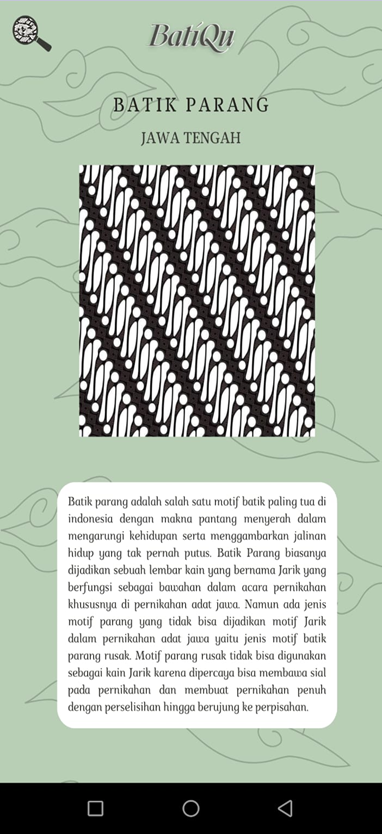 BatiQu
BATIK PARANG
JAWA TENGAH
Batik parang adalah salah satu motif batik paling tua di
indonesia dengan makna pantang menyerah dalam
mengarungi kehidupan serta menggambarkan jalinan
hidup yang tak pernah putus. Batik Parang biasanya
dijadikan sebuah lembar kain yang bernama Jarik yang
berfungsi sebagai bawahan dalam acara pernikahan
khususnya di pernikahan adat jawa. Namun ada jenis
motif parang yang tidak bisa dijadikan motif Jarik
dalam pernikahan adat jawa yaitu jenis motif batik
parang rusak. Motif parang rusak tidak bisa digunakan
sebagai kain Jarik karena dipercaya bisa membawa sial
pada pernikahan dan membuat pernikahan penuh
dengan perselisihan hingga berujung ke perpisahan.